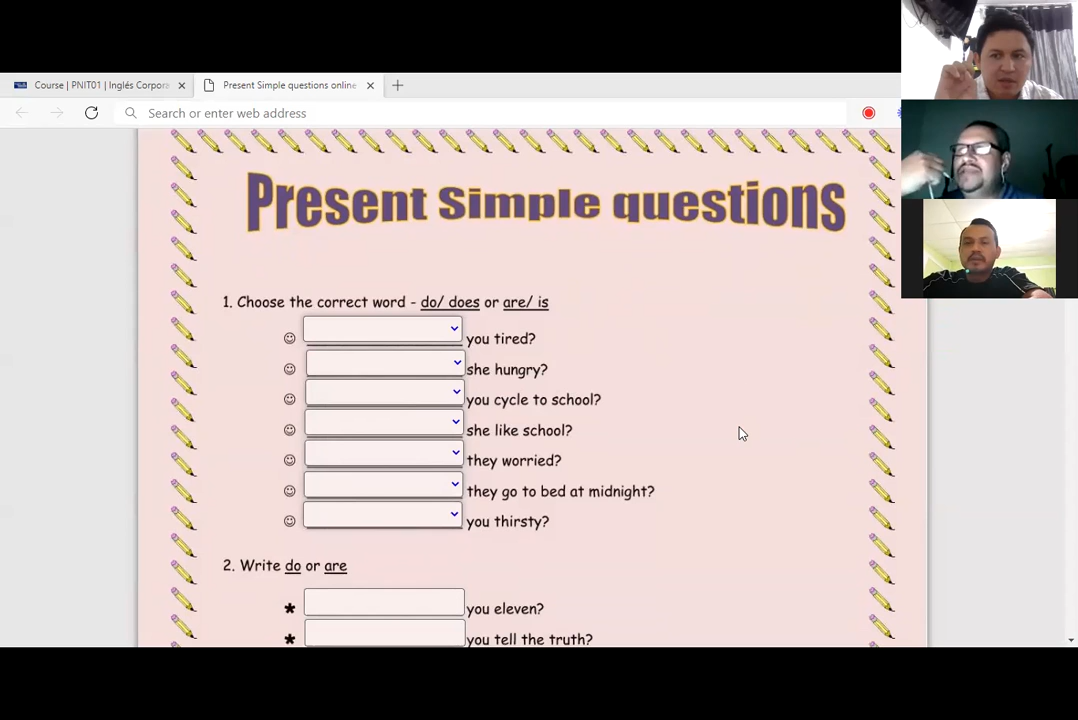 Course | PNIT01 | Inglés Corpora
Present Simple questions online
Search or enter web address
Present Simple questions
1. Choose the correct word - do/ does or are/ is
you tired?
she hungry?
you cycle to school?
she like school?
they worried?
they go to bed at midnight?
you thirsty?
2. Write do or are
* you eleven?
* you tell the truth?